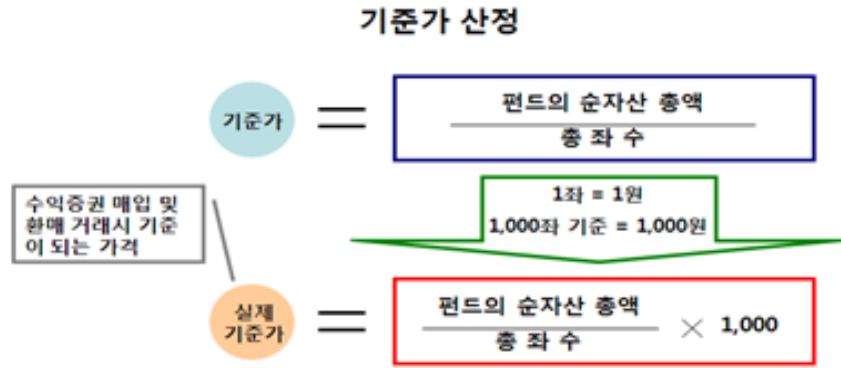 기준가 산정
기준가
=
펀드의 순자산 총액
총 좌 수
1좌 = 1원
1,000좌 기준 = 1,000원
수익증권 매입 및
환매 거래시 기준
이 되는 가격
실제
기준가
=
펀드의 순자산 총액
총 좌 수
× 1,000